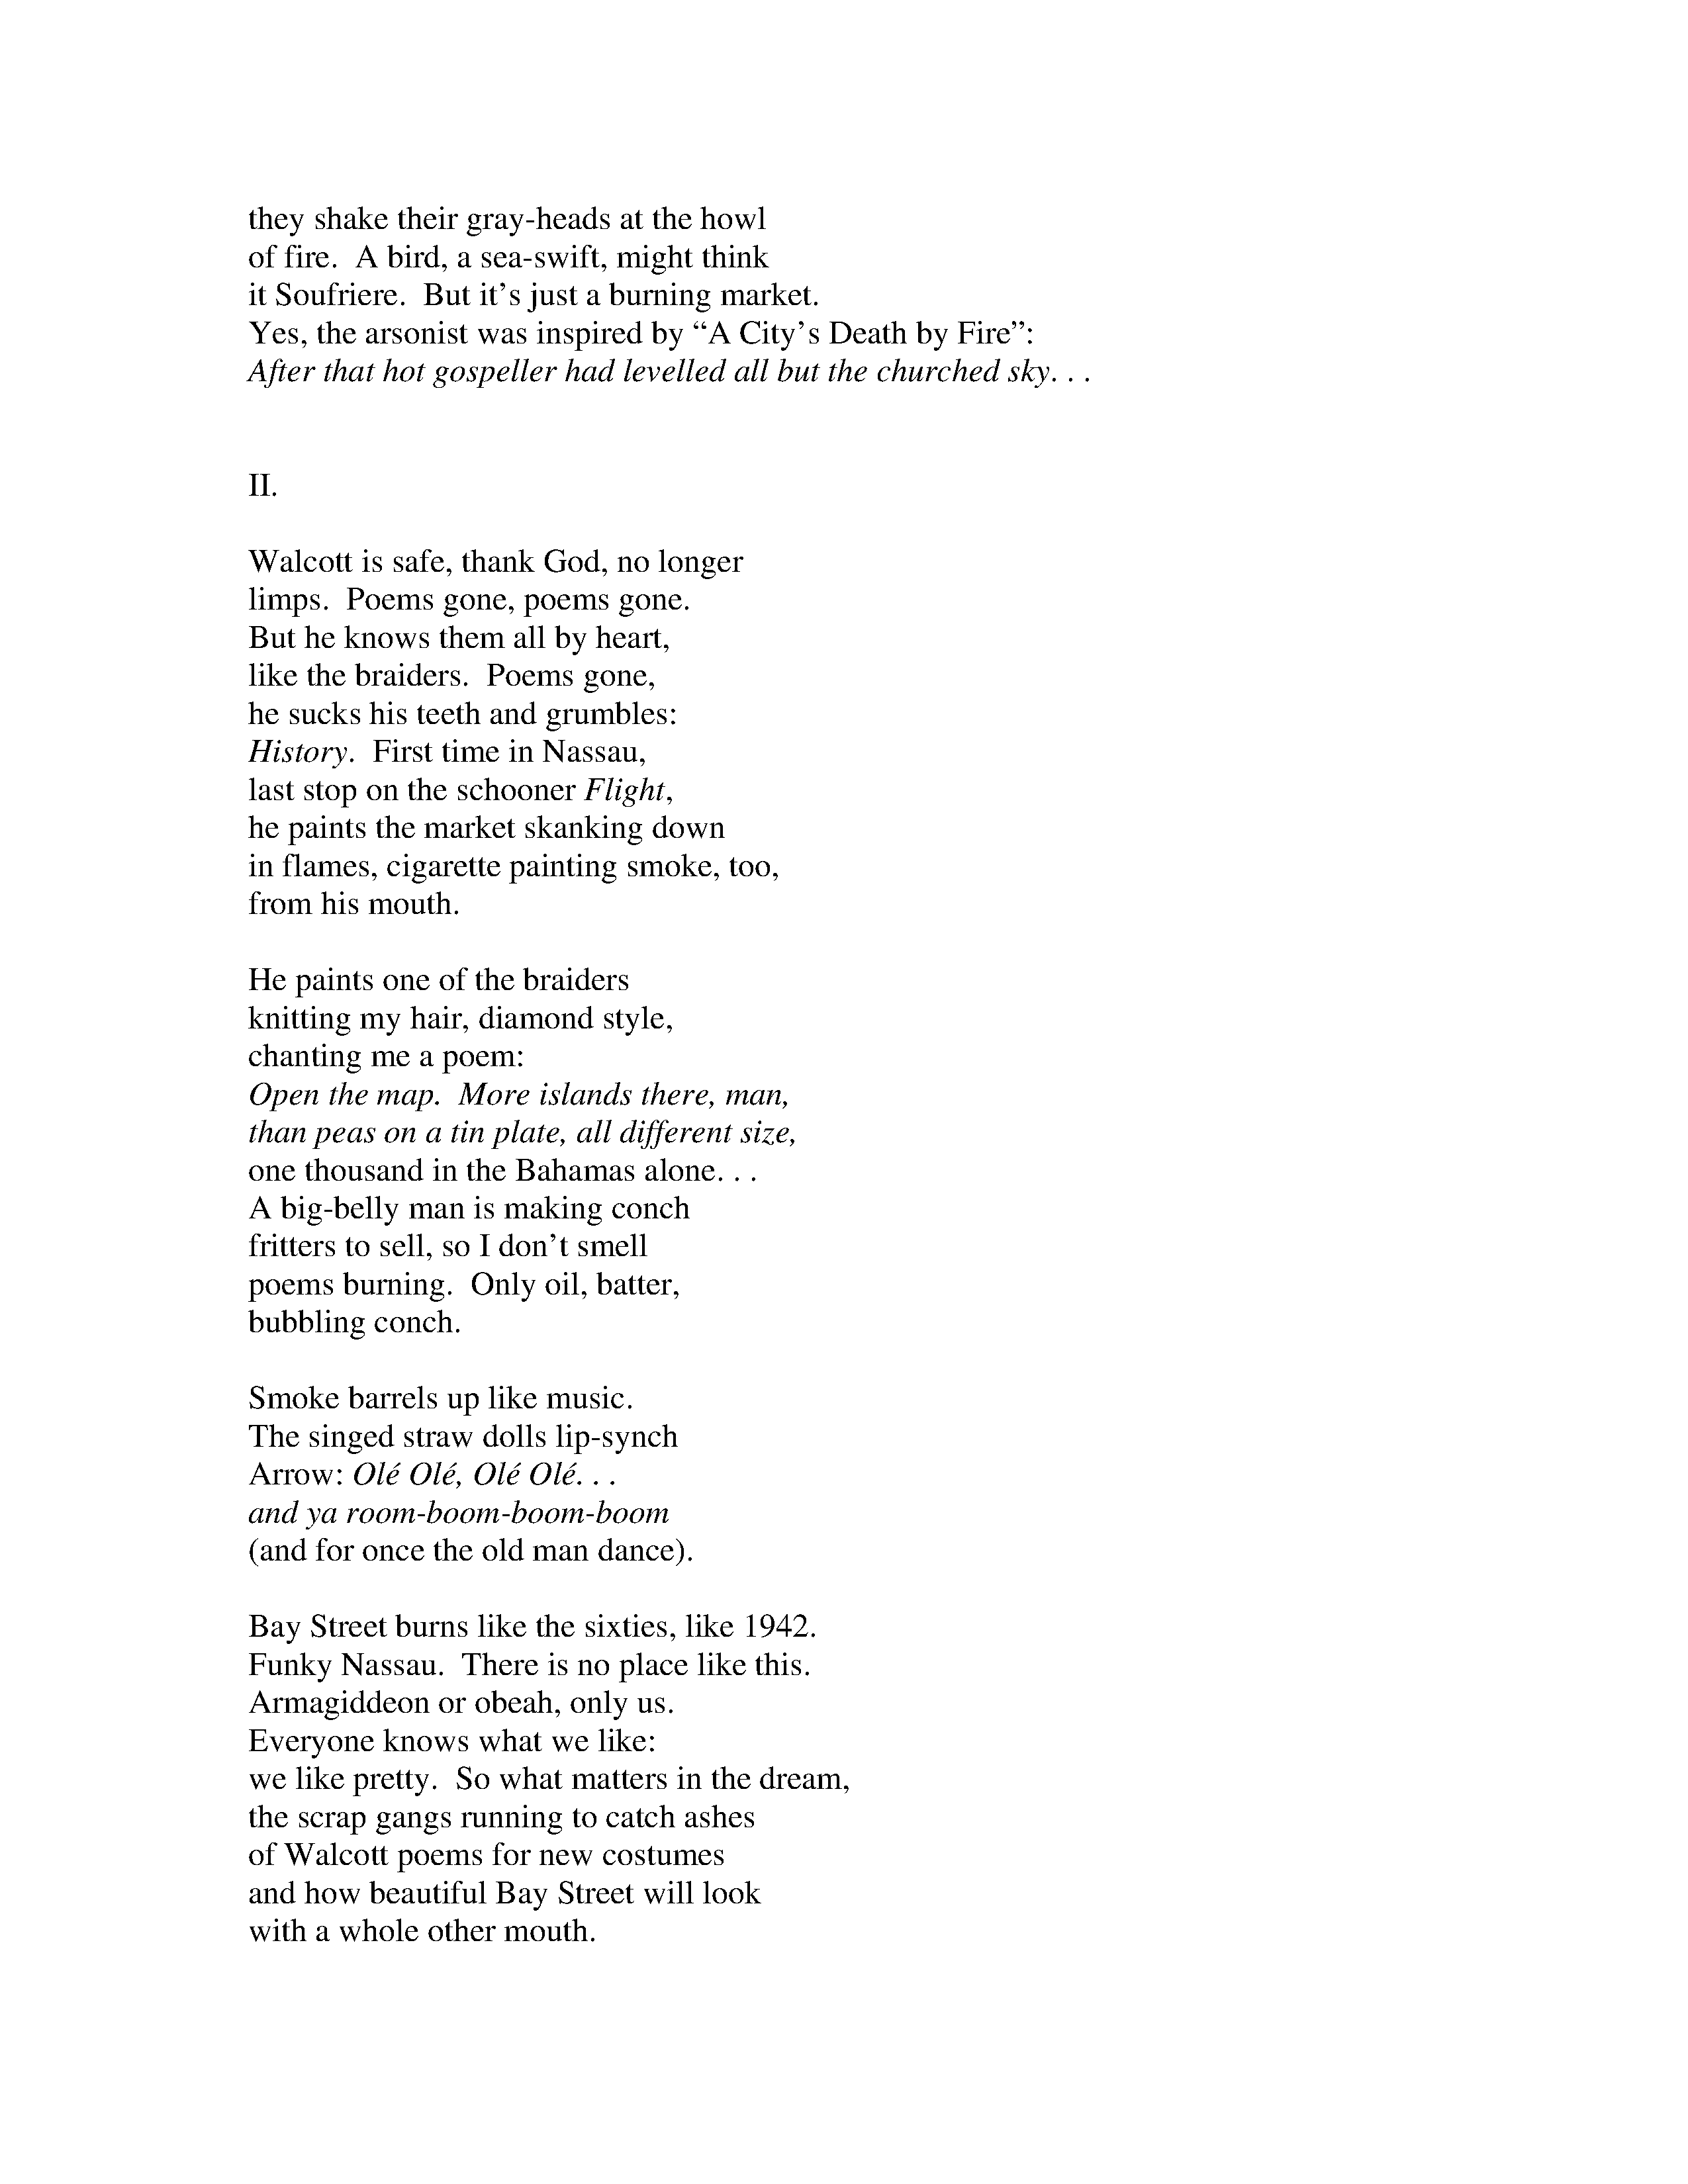 they shake their gray-heads at the howl
of fire.  A bird, a sea-swift, might think
it Soufriere.  But it's just a burning market.
Yes, the arsonist was inspired by “A City’s Death by Fire”:
After that hot gospeller had levelled all but the churched sky. . .
II.
Walcott is safe, thank God, no longer
limps.  Poems gone, poems gone.
But he knows them all by heart,
like the braiders.  Poems gone,
he sucks his teeth and grumbles:
History.  First time in Nassau,
last stop on the schooner Flight,
he paints the market skanking down
in flames, cigarette painting smoke, too,
from his mouth.
He paints one of the braiders
knitting my hair, diamond style,
chanting me a poem:
Open the map.  More islands there, man,
than peas on a tin plate, all different size,
one thousand in the Bahamas alone. . .
A big-belly man is making conch
fritters to sell, so I don’t smell
poems burning.  Only oil, batter,
bubbling conch.
Smoke barrels up like music.
The singed straw dolls lip-synch
Arrow: Olé Olé, Olé Olé. . .
and ya room-boom-boom-boom
(and for once the old man dance).
Bay Street burns like the sixties, like 1942.
Funky Nassau.  There is no place like this.
Armagiddeon or obeah, only us.
Everyone knows what we like:
we like pretty.  So what matters in the dream,
the scrap gangs running to catch ashes
of Walcott poems for new costumes
and how beautiful Bay Street will look
with a whole other mouth.